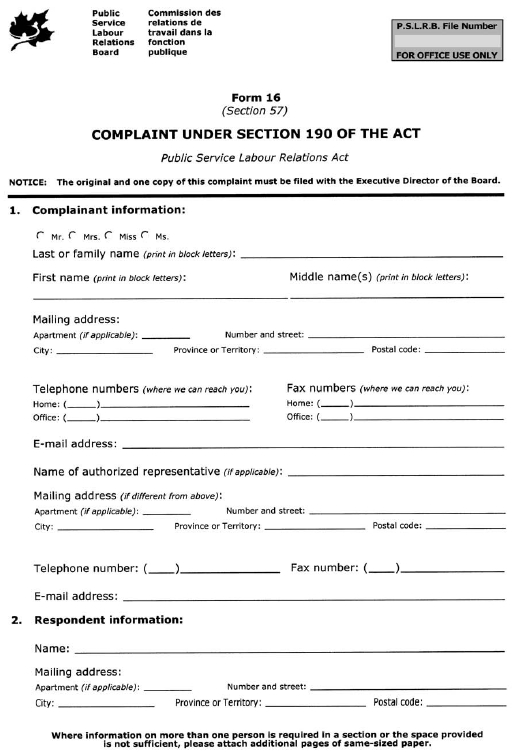 Public Commission des
Service relations de
Labour travail dans la
Relations fonction
Board publique
P.S.L.R.B. File Number
FOR OFFICE USE ONLY
Form 16
(Section 57)
COMPLAINT UNDER SECTION 190 OF THE ACT
Public Service Labour Relations Act
NOTICE: The original and one copy of this complaint must be filed with the Executive Director of the Board.
1. Complainant information:
Mr. Mrs. Miss Ms.
Last or family name (print in block letters):
First name (print in block letters): Middle name(s) (print in block letters):
Mailing address:
Apartment (if applicable): Number and street:
City: Province or Territory: Postal code:
Telephone numbers (where we can reach you): Fax numbers (where we can reach you):
Home: (____) Home: (____)
Office: (____) Office: (____)
E-mail address:
Name of authorized representative (if applicable):
Mailing address (if different from above):
Apartment (if applicable): Number and street:
City: Province or Territory: Postal code:
Telephone number: (____) Fax number: (____)
E-mail address:
2. Respondent information:
Name:
Mailing address:
Apartment (if applicable): Number and street:
City: Province or Territory: Postal code:
Where information on more than one person is required in a section or the space provided
is not sufficient, please attach additional pages of same-sized paper.